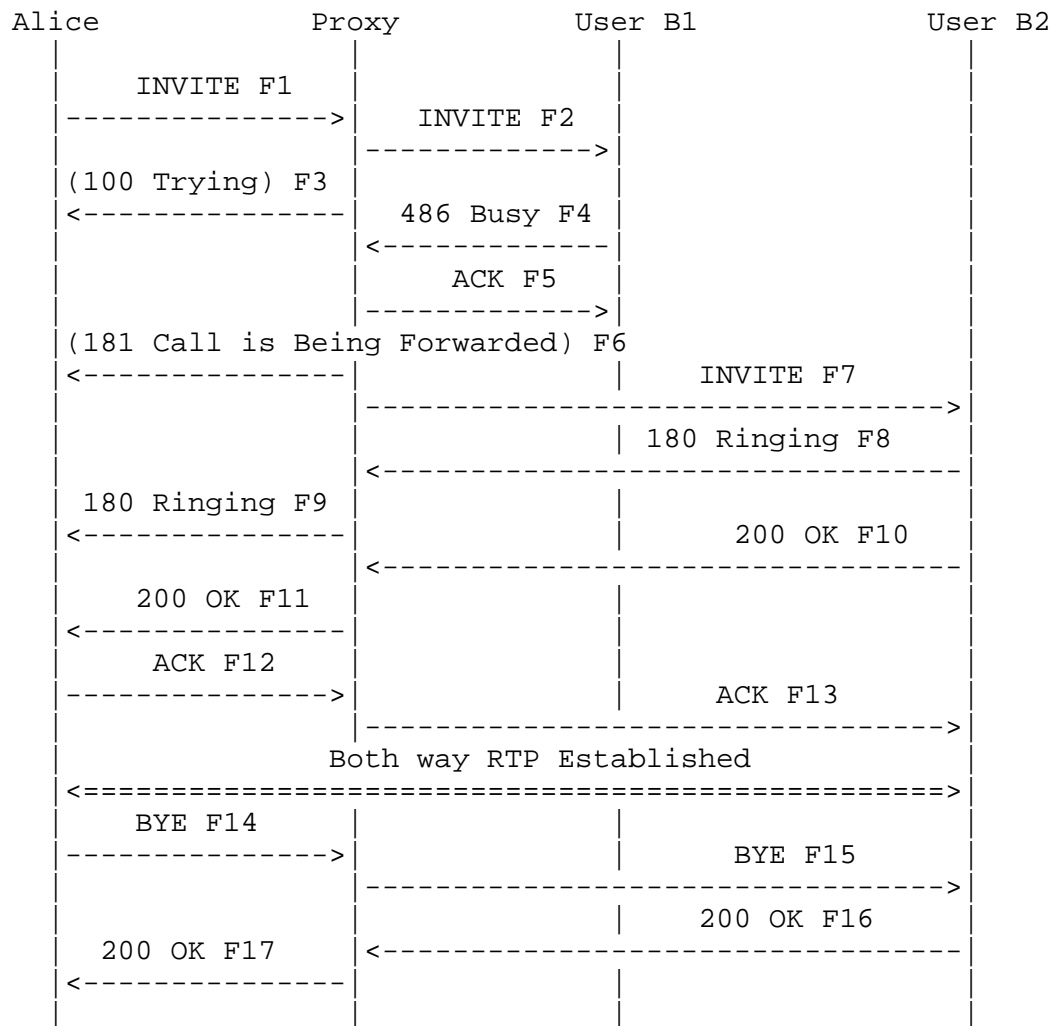 Alice Proxy User B1 User B2
INVITE F1
INVITE F2
(100 Trying) F3
486 Busy F4
ACK F5
(181 Call is Being Forwarded) F6
INVITE F7
180 Ringing F8
180 Ringing F9
200 OK F10
200 OK F11
ACK F12
ACK F13
Both way RTP Established
BYE F14
BYE F15
200 OK F16
200 OK F17